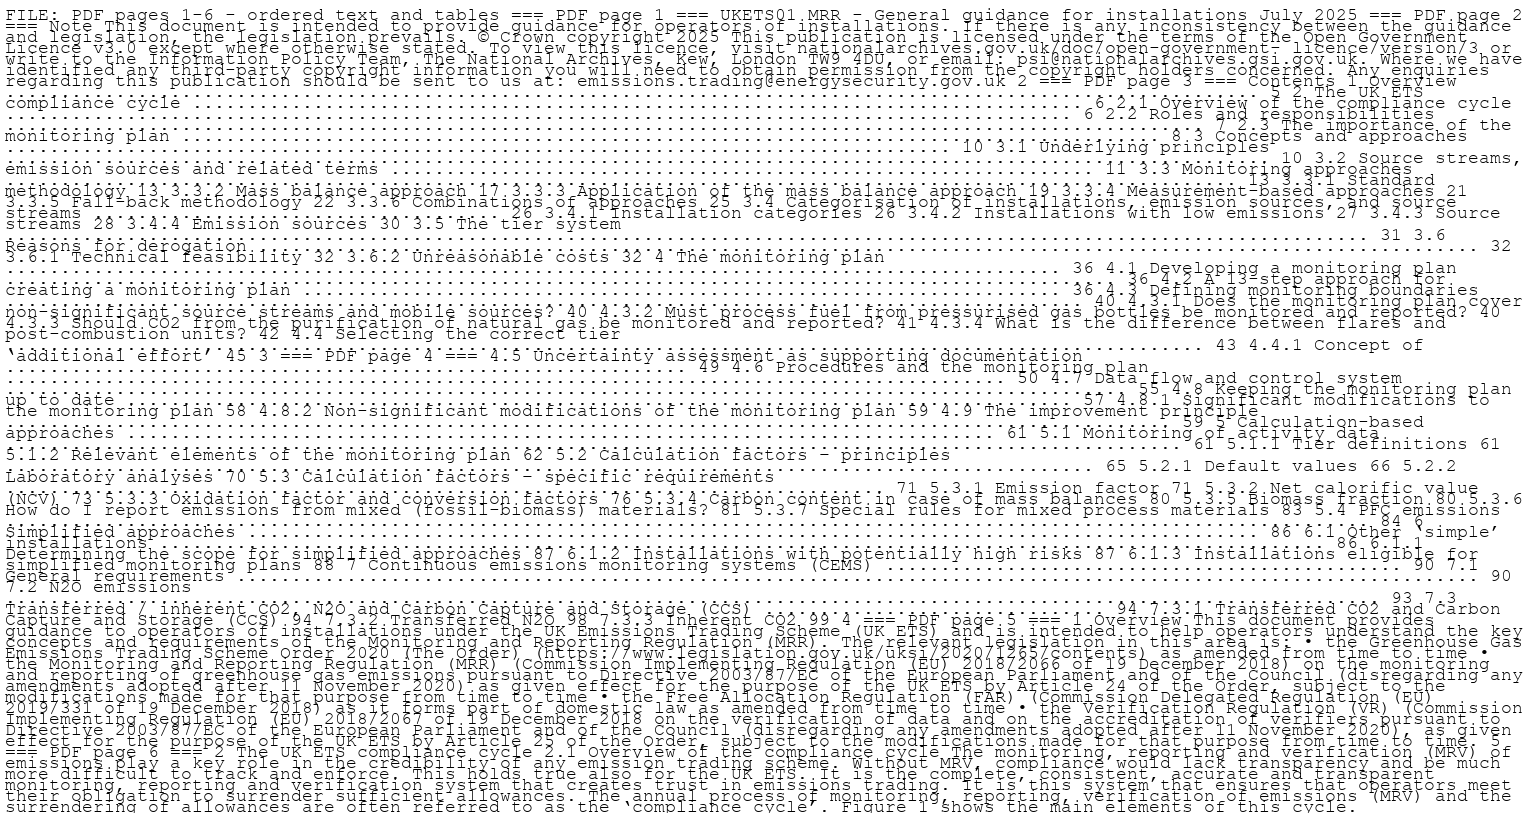 FILE: PDF pages 1-6 – ordered text and tables === PDF page 1 === UKETS01 MRR – General guidance for installations July 2025 === PDF page 2
=== Note This document is intended to provide guidance for operators of installations. If there is any inconsistency between the guidance
and legislation, the legislation prevails. © Crown copyright 2025 This publication is licensed under the terms of the Open Government
Licence v3.0 except where otherwise stated. To view this licence, visit nationalarchives.gov.uk/doc/open-government- licence/version/3 or
write to the Information Policy Team, The National Archives, Kew, London TW9 4DU, or email: psi@nationalarchives.gsi.gov.uk. Where we have
identified any third-party copyright information you will need to obtain permission from the copyright holders concerned. Any enquiries
regarding this publication should be sent to us at: emissions.trading@energysecurity.gov.uk 2 === PDF page 3 === Contents 1 Overview
.................................................................................................................. 5 2 The UK ETS
compliance cycle .................................................................................. 6 2.1 Overview of the compliance cycle
.................................................................................................. 6 2.2 Roles and responsibilities
.............................................................................................................. 7 2.3 The importance of the
monitoring plan ........................................................................................... 8 3 Concepts and approaches
....................................................................................... 10 3.1 Underlying principles
................................................................................................................... 10 3.2 Source streams,
emission sources and related terms ................................................................. 11 3.3 Monitoring approaches
................................................................................................................. 13 3.3.1 Standard
methodology 13 3.3.2 Mass balance approach 17 3.3.3 Application of the mass balance approach 19 3.3.4 Measurement-based approaches 21
3.3.5 Fall-back methodology 22 3.3.6 Combinations of approaches 25 3.4 Categorisation of installations, emission sources, and source
streams ..................................... 26 3.4.1 Installation categories 26 3.4.2 Installations with low emissions 27 3.4.3 Source
streams 28 3.4.4 Emission sources 30 3.5 The tier system
............................................................................................................................. 31 3.6
Reasons for derogation ................................................................................................................ 32
3.6.1 Technical feasibility 32 3.6.2 Unreasonable costs 32 4 The monitoring plan
................................................................................................ 36 4.1 Developing a monitoring plan
...................................................................................................... 36 4.2 A 13-step approach for
creating a monitoring plan ...................................................................... 36 4.3 Defining monitoring boundaries
................................................................................................... 40 4.3.1 Does the monitoring plan cover
non-significant source streams and mobile sources? 40 4.3.2 Must process fuel from pressurised gas bottles be monitored and reported? 40
4.3.3 Should CO2 from the purification of natural gas be monitored and reported? 41 4.3.4 What is the difference between flares and
post-combustion units? 42 4.4 Selecting the correct tier
............................................................................................................. 43 4.4.1 Concept of
‘additional effort’ 45 3 === PDF page 4 === 4.5 Uncertainty assessment as supporting documentation
.............................................................. 49 4.6 Procedures and the monitoring plan
........................................................................................... 50 4.7 Data flow and control system
....................................................................................................... 55 4.8 Keeping the monitoring plan
up to date ........................................................................................ 57 4.8.1 Significant modifications to
the monitoring plan 58 4.8.2 Non-significant modifications of the monitoring plan 59 4.9 The improvement principle
.......................................................................................................... 59 5 Calculation-based
approaches ................................................................................ 61 5.1 Monitoring of activity data
............................................................................................................ 61 5.1.1 Tier definitions 61
5.1.2 Relevant elements of the monitoring plan 62 5.2 Calculation factors – principles
................................................................................................... 65 5.2.1 Default values 66 5.2.2
Laboratory analyses 70 5.3 Calculation factors – specific requirements
................................................................................. 71 5.3.1 Emission factor 71 5.3.2 Net calorific value
(NCV) 73 5.3.3 Oxidation factor and conversion factors 76 5.3.4 Carbon content in case of mass balances 80 5.3.5 Biomass fraction 80 5.3.6
How do I report emissions from mixed (fossil-biomass) materials? 81 5.3.7 Special rules for mixed process materials 83 5.4 PFC emissions
............................................................................................................................. 84 6
Simplified approaches ............................................................................................ 86 6.1 Other ‘simple’
installations .......................................................................................................... 86 6.1.1
Determining the scope for simplified approaches 87 6.1.2 Installations with potentially high risks 87 6.1.3 Installations eligible for
simplified monitoring plans 88 7 Continuous emissions monitoring systems (CEMS) ............................................... 90 7.1
General requirements ................................................................................................................ 90
7.2 N2O emissions
............................................................................................................................. 93 7.3
Transferred / inherent CO2, N2O and Carbon Capture and Storage (CCS) ................................ 94 7.3.1 Transferred CO2 and Carbon
Capture and Storage (CCS) 94 7.3.2 Transferred N2O 98 7.3.3 Inherent CO2 99 4 === PDF page 5 === 1 Overview This document provides
guidance to operators of installations under the UK Emissions Trading Scheme (UK ETS) and is intended to help operators understand the key
concepts and requirements of the Monitoring and Reporting Regulation (MRR). The relevant legislation in this area is: • the Greenhouse Gas
Emissions Trading Scheme Order 2020 (The Order) (https://www.legislation.gov.uk/uksi/2020/1265/contents) as amended from time to time •
the Monitoring and Reporting Regulation (MRR) (Commission Implementing Regulation (EU) 2018/2066 of 19 December 2018) on the monitoring
and reporting of greenhouse gas emissions pursuant to Directive 2003/87/EC of the European Parliament and of the Council (disregarding any
amendments adopted after 11 November 2020) as given effect for the purpose of the UK ETS by Article 24 of the Order, subject to the
modifications made for that purpose from time to time • the Free Allocation Regulation (FAR) (Commission Delegated Regulation (EU)
2019/331 of 19 December 2018) as it forms part of domestic law as amended from time to time • the Verification Regulation (VR) (Commission
Implementing Regulation (EU) 2018/2067 of 19 December 2018 on the verification of data and on the accreditation of verifiers pursuant to
Directive 2003/87/EC of the European Parliament and of the Council (disregarding any amendments adopted after 11 November 2020), as given
effect for the purpose of the UK ETS by Article 25 of the Order, subject to the modifications made for that purpose from time to time. 5
=== PDF page 6 === 2 The UK ETS compliance cycle 2.1 Overview of the compliance cycle The monitoring, reporting and verification (MRV) of
emissions play a key role in the credibility of any emission trading scheme. Without MRV, compliance would lack transparency and be much
more difficult to track and enforce. This holds true also for the UK ETS. It is the complete, consistent, accurate and transparent
monitoring, reporting and verification system that creates trust in emissions trading. It is this system that ensures that operators meet
their obligation to surrender sufficient allowances. The annual process of monitoring, reporting, verification of emissions (MRV) and the
surrendering of allowances are often referred to as the ‘compliance cycle’. Figure 1 shows the main elements of this cycle.